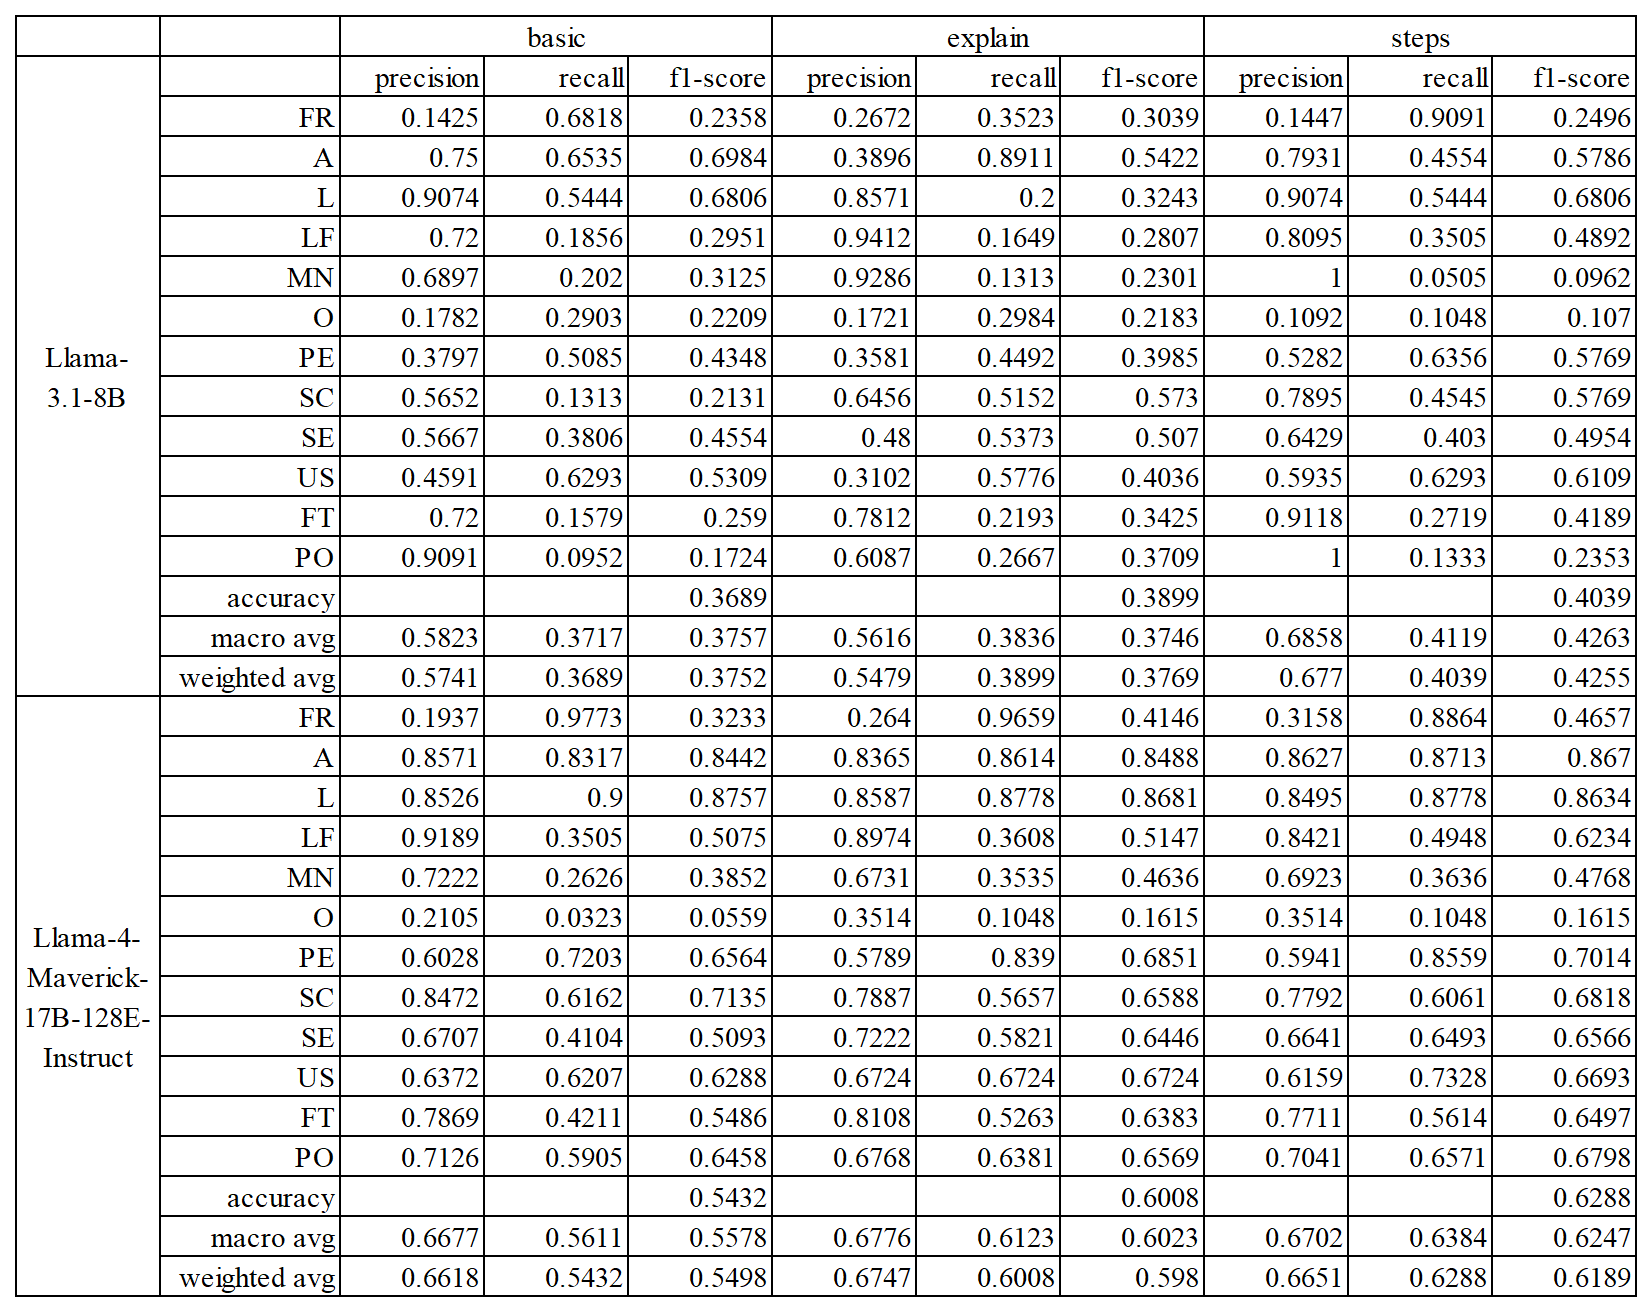 basic explain steps
precision recall f1-score precision recall f1-score precision recall f1-score
FR 0.1425 0.6818 0.2358 0.2672 0.3523 0.3039 0.1447 0.9091 0.2496
A 0.75 0.6535 0.6984 0.3896 0.8911 0.5422 0.7931 0.4554 0.5786
L 0.9074 0.5444 0.6806 0.8571 0.2 0.3243 0.9074 0.5444 0.6806
LF 0.72 0.1856 0.2951 0.9412 0.1649 0.2807 0.8095 0.3505 0.4892
MN 0.6897 0.202 0.3125 0.9286 0.1313 0.2301 1 0.0505 0.0962
O 0.1782 0.2903 0.2209 0.1721 0.2984 0.2183 0.1092 0.1048 0.107
Llama-
3.1-8B
PE 0.3797 0.5085 0.4348 0.3581 0.4492 0.3985 0.5282 0.6356 0.5769
SC 0.5652 0.1313 0.2131 0.6456 0.5152 0.573 0.7895 0.4545 0.5769
SE 0.5667 0.3806 0.4554 0.48 0.5373 0.507 0.6429 0.403 0.4954
US 0.4591 0.6293 0.5309 0.3102 0.5776 0.4036 0.5935 0.6293 0.6109
FT 0.72 0.1579 0.259 0.7812 0.2193 0.3425 0.9118 0.2719 0.4189
PO 0.9091 0.0952 0.1724 0.6087 0.2667 0.3709 1 0.1333 0.2353
accuracy 0.3689 0.3899 0.4039
macro avg 0.5823 0.3717 0.3757 0.5616 0.3836 0.3746 0.6858 0.4119 0.4263
weighted avg 0.5741 0.3689 0.3752 0.5479 0.3899 0.3769 0.677 0.4039 0.4255
FR 0.1937 0.9773 0.3233 0.264 0.9659 0.4146 0.3158 0.8864 0.4657
A 0.8571 0.8317 0.8442 0.8365 0.8614 0.8488 0.8627 0.8713 0.867
L 0.8526 0.9 0.8757 0.8587 0.8778 0.8681 0.8495 0.8778 0.8634
LF 0.9189 0.3505 0.5075 0.8974 0.3608 0.5147 0.8421 0.4948 0.6234
MN 0.7222 0.2626 0.3852 0.6731 0.3535 0.4636 0.6923 0.3636 0.4768
O 0.2105 0.0323 0.0559 0.3514 0.1048 0.1615 0.3514 0.1048 0.1615
Llama-4-
Maverick-
17B-128E-
Instruct
PE 0.6028 0.7203 0.6564 0.5789 0.839 0.6851 0.5941 0.8559 0.7014
SC 0.8472 0.6162 0.7135 0.7887 0.5657 0.6588 0.7792 0.6061 0.6818
SE 0.6707 0.4104 0.5093 0.7222 0.5821 0.6446 0.6641 0.6493 0.6566
US 0.6372 0.6207 0.6288 0.6724 0.6724 0.6724 0.6159 0.7328 0.6693
FT 0.7869 0.4211 0.5486 0.8108 0.5263 0.6383 0.7711 0.5614 0.6497
PO 0.7126 0.5905 0.6458 0.6768 0.6381 0.6569 0.7041 0.6571 0.6798
accuracy 0.5432 0.6008 0.6288
macro avg 0.6677 0.5611 0.5578 0.6776 0.6123 0.6023 0.6702 0.6384 0.6247
weighted avg 0.6618 0.5432 0.5498 0.6747 0.6008 0.598 0.6651 0.6288 0.6189